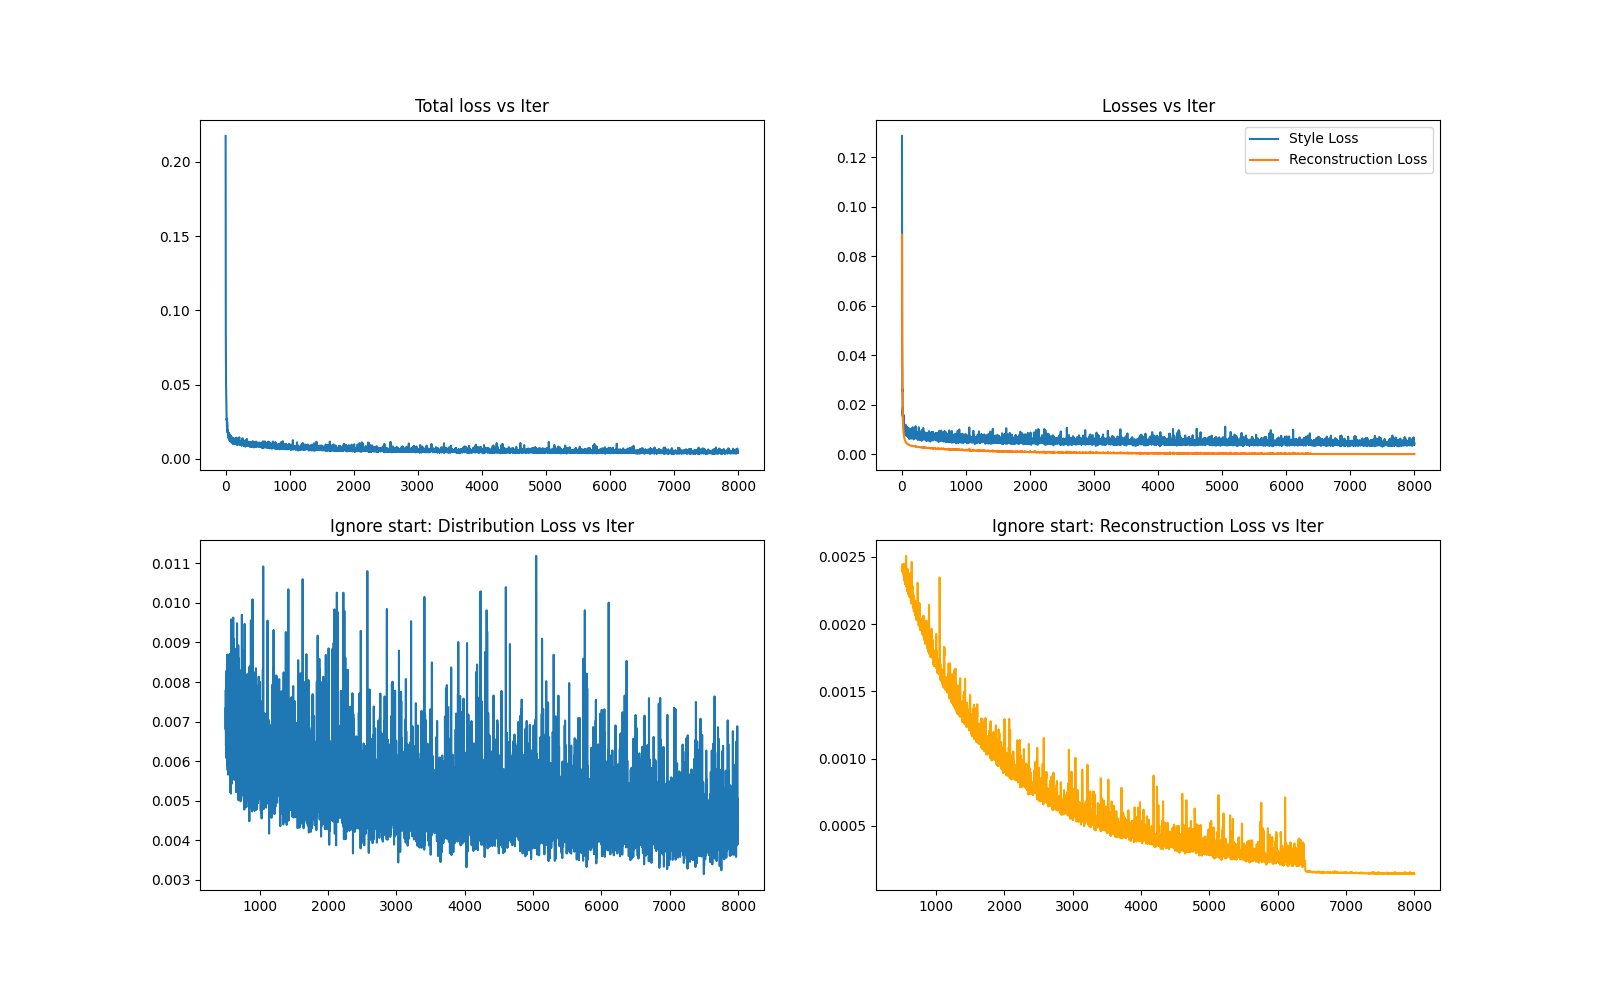 Total loss vs Iter
0.20
0.15
0.10
0.05
0.00
0 1000 2000 3000 4000 5000 6000 7000 8000
Losses vs Iter
Style Loss
Reconstruction Loss
0.12
0.10
0.08
0.06
0.04
0.02
0.00
0 1000 2000 3000 4000 5000 6000 7000 8000
Ignore start: Distribution Loss vs Iter
0.011
0.010
0.009
0.008
0.007
0.006
0.005
0.004
0.003
1000 2000 3000 4000 5000 6000 7000 8000
Ignore start: Reconstruction Loss vs Iter
0.0025
0.0020
0.0015
0.0010
0.0005
1000 2000 3000 4000 5000 6000 7000 8000